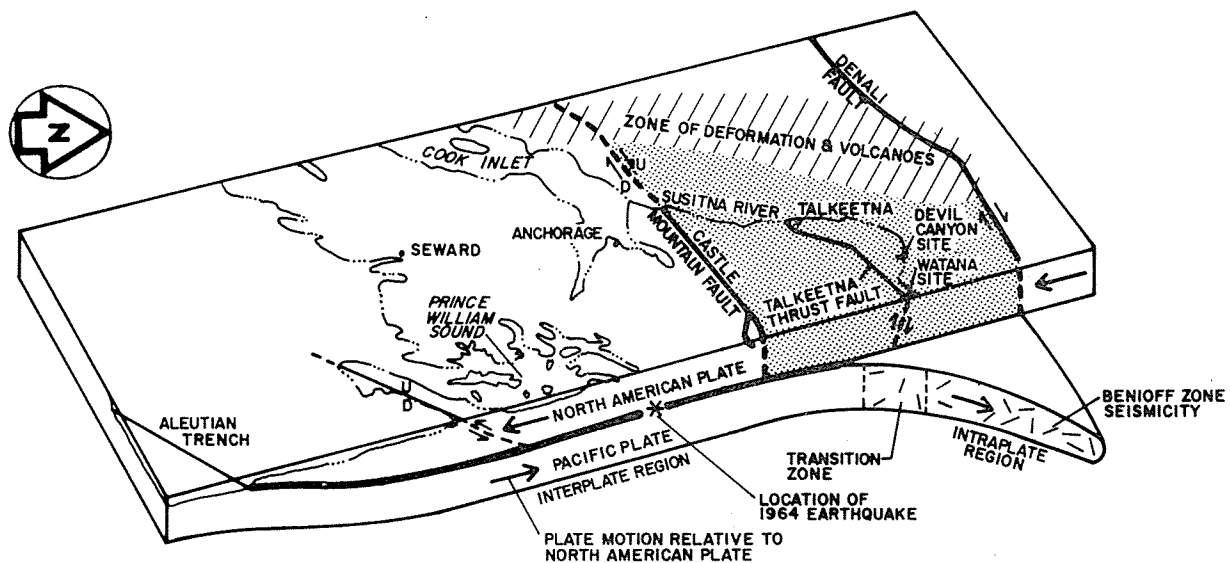 N
DENALI
FAULT
ZONE OF DEFORMATION & VOLCANOES
COOK INLET
U
D
SUSITNA RIVER
TALKEETNA
DEVIL
CANYON
SITE
WATANA
SITE
ANCHORAGE
SEWARD
CASTLE
MOUNTAIN FAULT
TALKEETNA
THRUST FAULT
PRINCE
WILLIAM
SOUND
U
D
NORTH AMERICAN PLATE
ALEUTIAN
TRENCH
PACIFIC PLATE
INTERPLATE REGION
BENIOFF ZONE
SEISMICITY
INTRAPLATE
REGION
TRANSITION
ZONE
LOCATION OF
1964 EARTHQUAKE
PLATE MOTION RELATIVE TO
NORTH AMERICAN PLATE